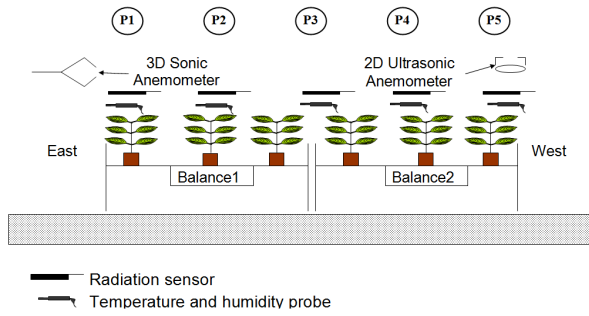 P1 P2 P3 P4 P5
3D Sonic
Anemometer
2D Ultrasonic
Anemometer
East
West
Balance1
Balance2
Radiation sensor
Temperature and humidity probe